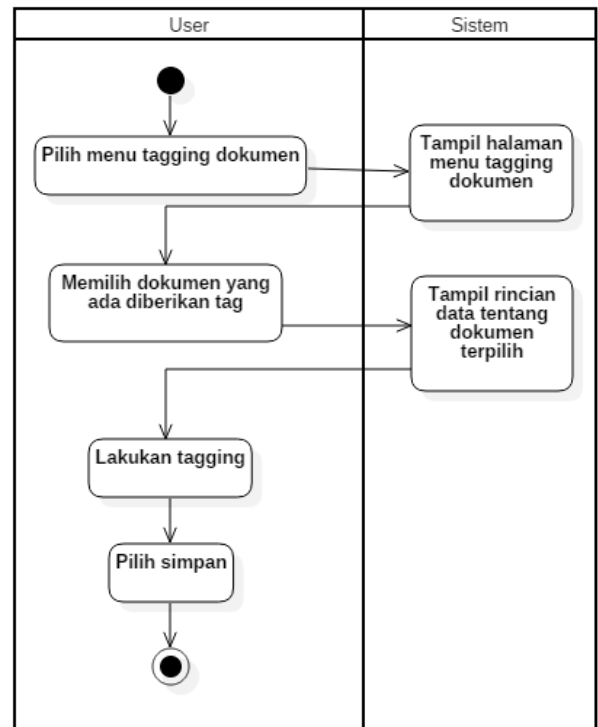 User
Sistem
Pilih menu tagging dokumen
Tampil halaman
menu tagging
dokumen
Memilih dokumen yang
ada diberikan tag
Tampil rincian
data tentang
dokumen
terpilih
Lakukan tagging
Pilih simpan